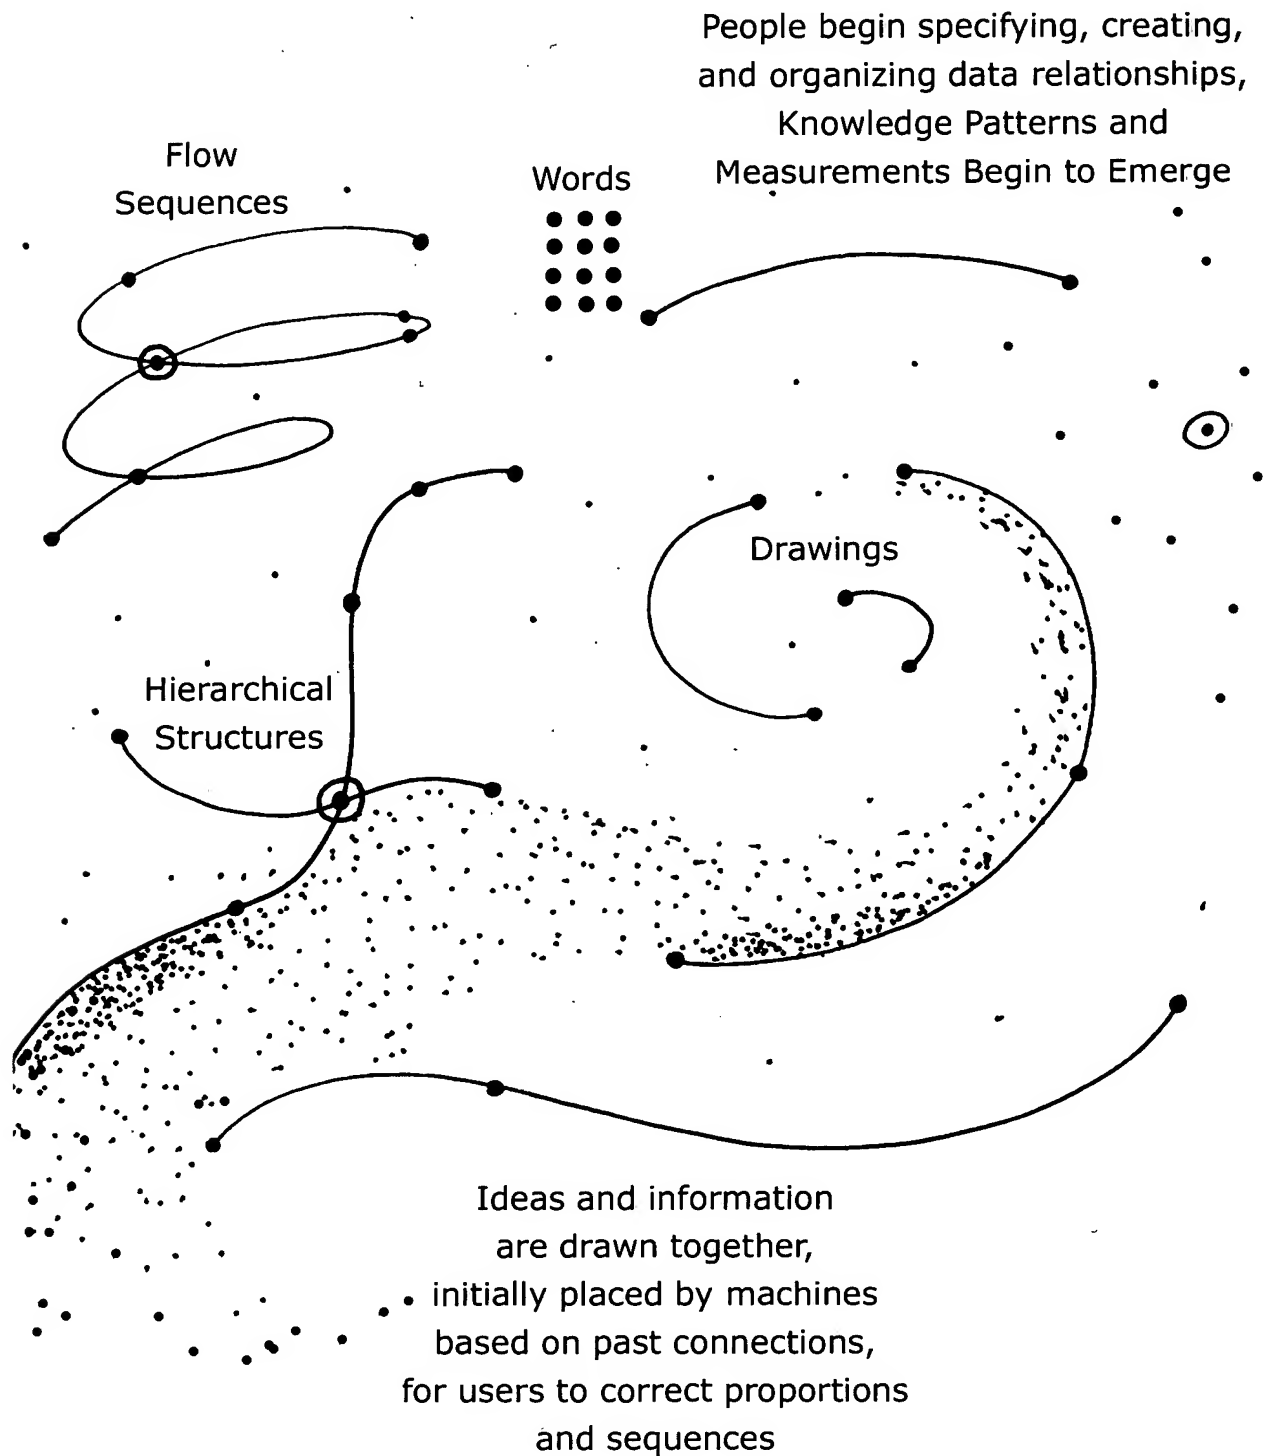 People begin specifying, creating,
and organizing data relationships,
Knowledge Patterns and
Measurements Begin to Emerge
Flow
Sequences
Words
Drawings
Hierarchical
Structures
Ideas and information
are drawn together,
initially placed by machines
based on past connections,
for users to correct proportions
and sequences